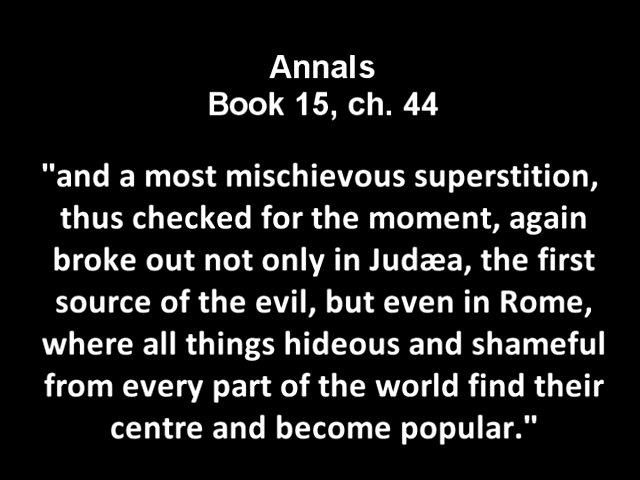 Annals
Book 15, ch. 44
"and a most mischievous superstition,
thus checked for the moment, again
broke out not only in Judæa, the first
source of the evil, but even in Rome,
where all things hideous and shameful
from every part of the world find their
centre and become popular."